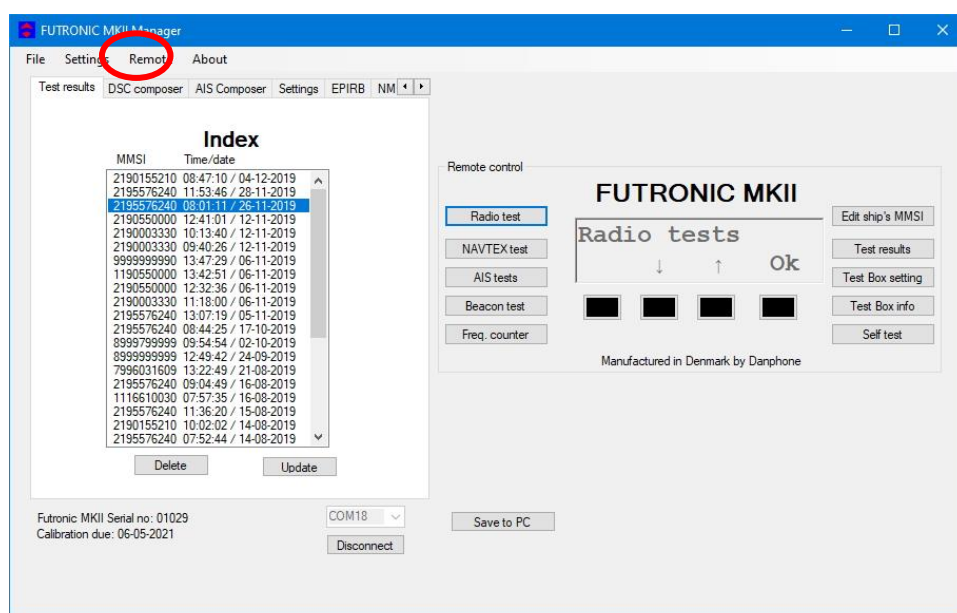 FUTRONIC MKII Manager
File Settings Remote About
Test results DSC composer AIS Composer Settings EPIRB NM
Index
MMSI Time/date
2190155210 08:47:10 / 04-12-2019
2195576240 11:53:46 / 28-11-2019
2195576240 08:01:11 / 26-11-2019
2190550000 12:41:01 / 12-11-2019
2190003330 10:13:40 / 12-11-2019
2190003330 09:40:26 / 12-11-2019
9999999990 13:47:29 / 06-11-2019
1190550000 13:42:51 / 06-11-2019
2190550000 12:32:36 / 06-11-2019
2190003330 11:18:00 / 06-11-2019
2195576240 13:07:19 / 05-11-2019
2195576240 08:44:25 / 17-10-2019
8999799999 09:54:54 / 02-10-2019
8999999999 12:49:42 / 24-09-2019
7996031609 13:22:49 / 21-08-2019
2195576240 09:04:49 / 16-08-2019
1116610030 07:57:35 / 16-08-2019
2195576240 11:36:20 / 15-08-2019
2190155210 10:02:02 / 14-08-2019
2195576240 07:52:44 / 14-08-2019
Delete Update
Futronic MKII Serial no: 01029
Calibration due: 06-05-2021
COM18
Disconnect
Remote control
FUTRONIC MKII
Radio test
NAVTEX test
AIS tests
Beacon test
Freq. counter
Radio tests
↓ ↑ Ok
Edit ship's MMSI
Test results
Test Box setting
Test Box info
Self test
Manufactured in Denmark by Danphone
Save to PC